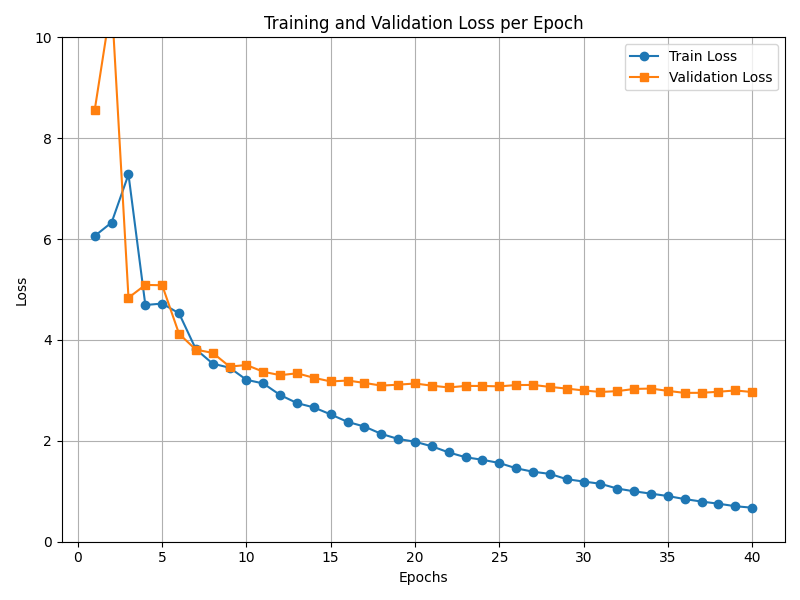 Training and Validation Loss per Epoch
Train Loss
Validation Loss
Loss
10
8
6
4
2
0
0 5 10 15 20 25 30 35 40
Epochs